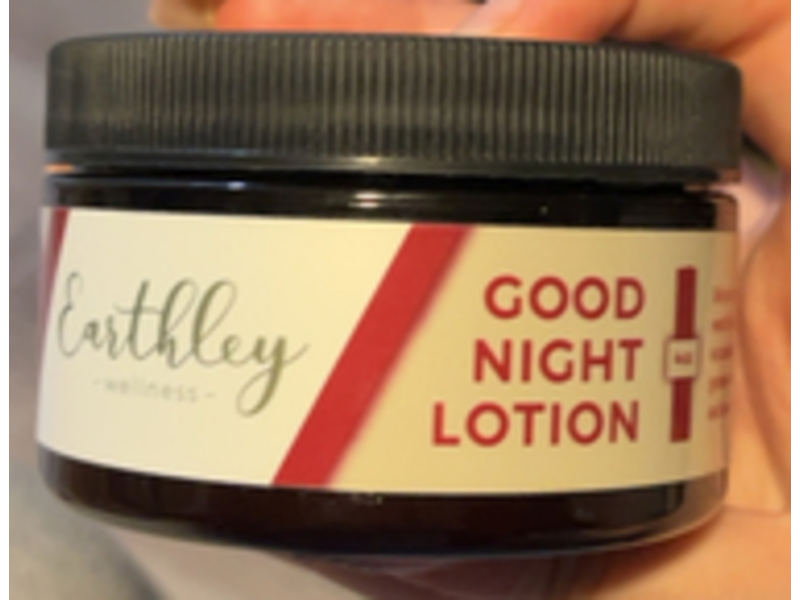 Earthley
- wellness -
GOOD
NIGHT
LOTION